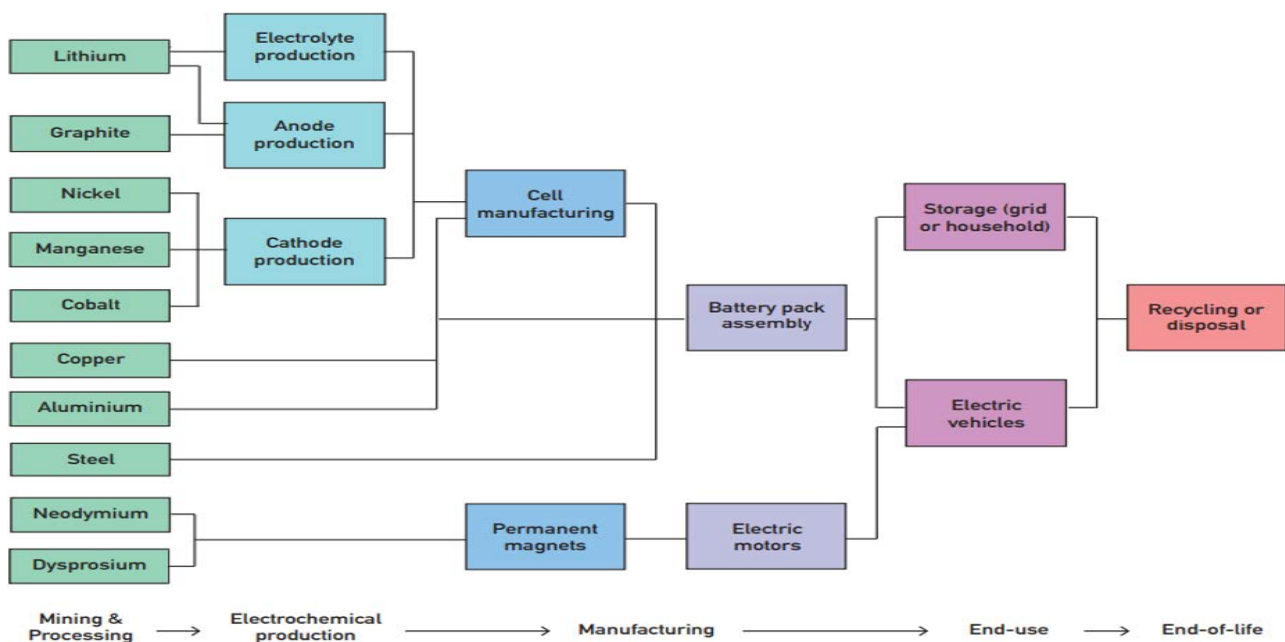 Lithium
Graphite
Nickel
Manganese
Cobalt
Copper
Aluminium
Steel
Neodymium
Dysprosium
Electrolyte
production
Anode
production
Cathode
production
Cell
manufacturing
Permanent
magnets
Battery pack
assembly
Electric
motors
Storage (grid
or household)
Electric
vehicles
Recycling or
disposal
Mining &
Processing
Electrochemical
production
Manufacturing
End-use
End-of-life